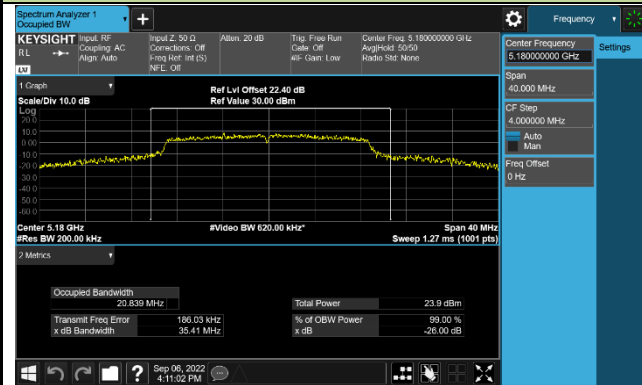 Spectrum Analyzer 1
Occupied BW
Frequency
KEYSIGHT
RL
LXI
Input: RF
Coupling: AC
Align: Auto
Input Z: 50 Ω
Corrections: Off
Freq Ref: Int (S)
NFE: Off
Atten: 20 dB
Trig: Free Run
Gate: Off
#IF Gain: Low
Center Freq: 5.180000000 GHz
Avg|Hold: 50/50
Radio Std: None
Center Frequency
5.180000000 GHz
Settings
Span
40.000 MHz
CF Step
4.000000 MHz
Auto
Man
Freq Offset
0 Hz
1 Graph
Scale/Div 10.0 dB
Ref Lvl Offset 22.40 dB
Ref Value 30.00 dBm
Log
20.0
10.0
0.00
-10.0
-20.0
-30.0
-40.0
-50.0
-60.0
Center 5.18 GHz
#Res BW 200.00 kHz
#Video BW 620.00 kHz*
Span 40 MHz
Sweep 1.27 ms (1001 pts)
2 Metrics
Occupied Bandwidth
20.839 MHz
Total Power 23.9 dBm
Transmit Freq Error 186.03 kHz
% of OBW Power 99.00 %
x dB Bandwidth 35.41 MHz
x dB -26.00 dB
?
Sep 06, 2022
4:11:02 PM